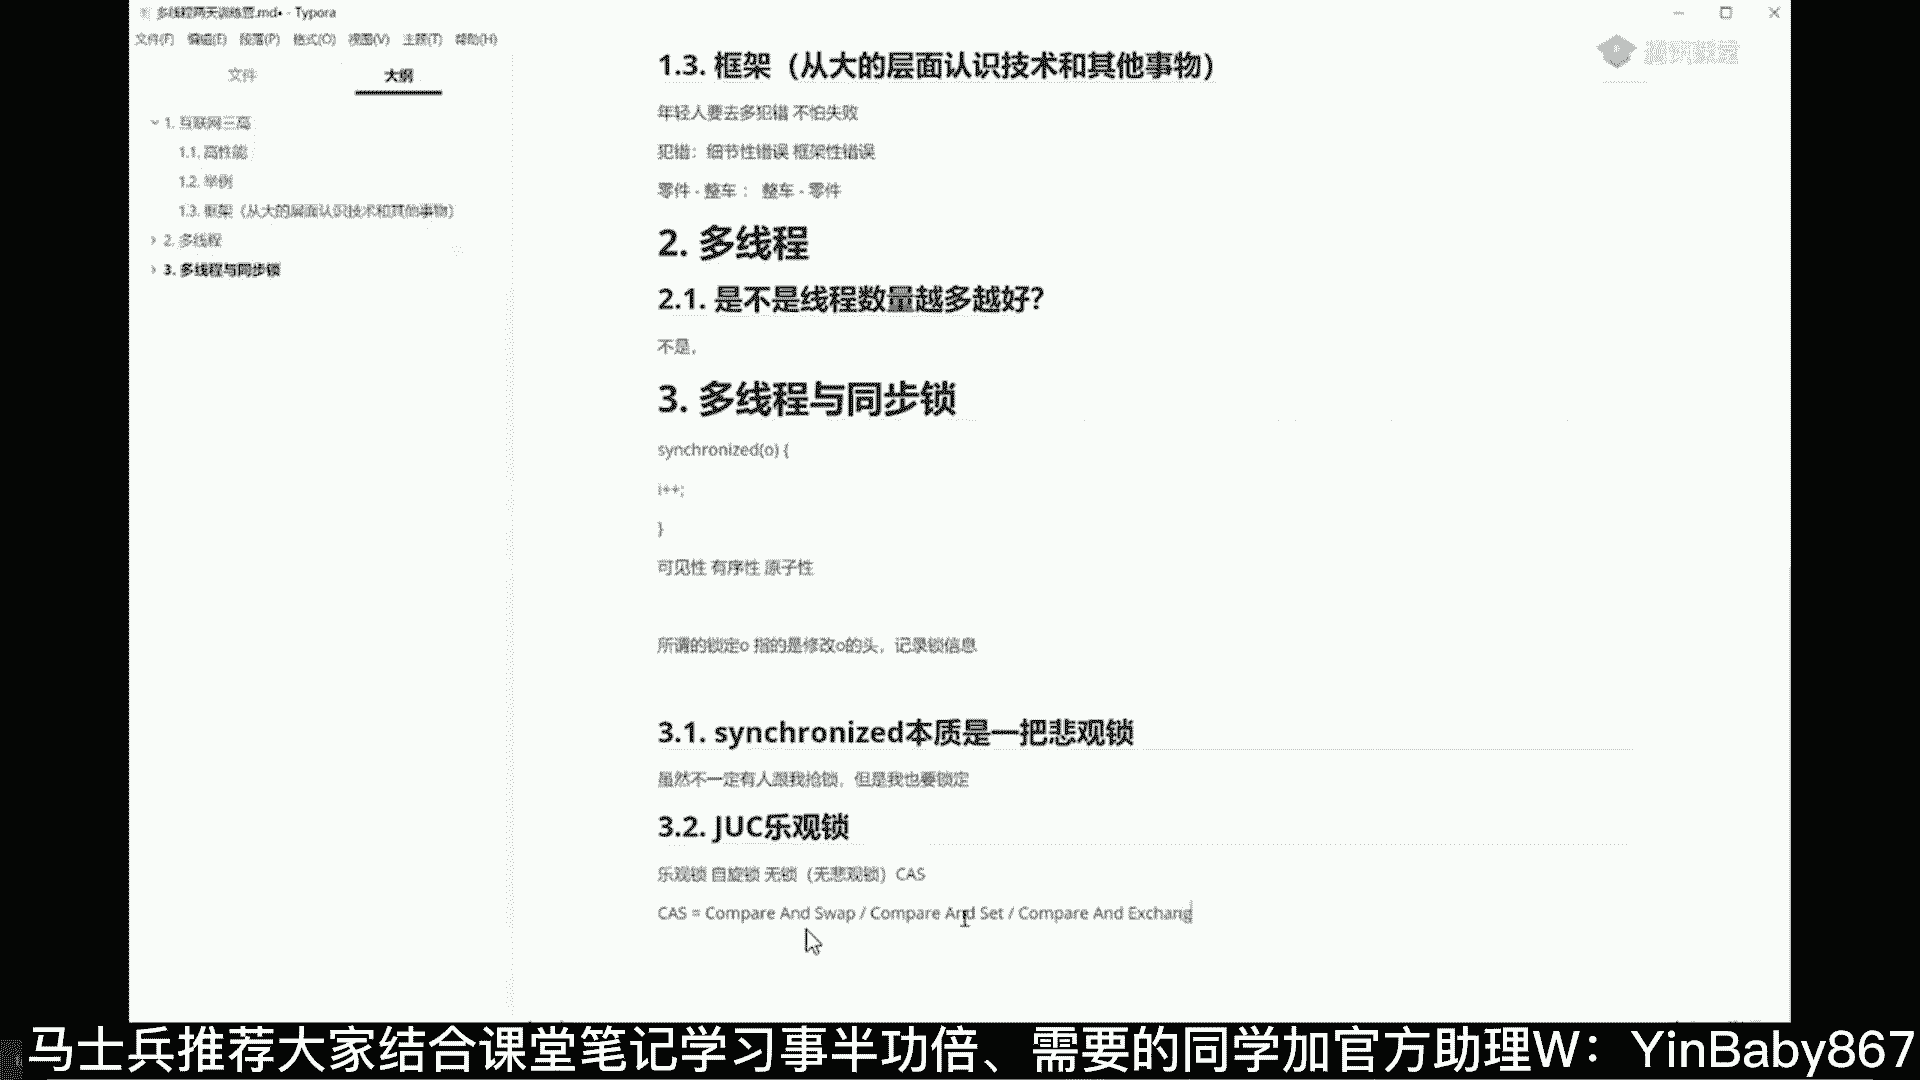 多线程两天训练营.md• - Typora
文件(F) 编辑(E) 段落(P) 格式(O) 视图(V) 主题(T) 帮助(H)
文件 大纲
1. 互联网三高
1.1. 高性能
1.2. 举例
1.3. 框架（从大的层面认识技术和其他事物）
2. 多线程
3. 多线程与同步锁
腾讯课堂
1.3. 框架（从大的层面认识技术和其他事物）
年轻人要去多犯错 不怕失败
犯错：细节性错误 框架性错误
零件 - 整车 ： 整车 - 零件
2. 多线程
2.1. 是不是线程数量越多越好?
不是，
3. 多线程与同步锁
synchronized(o) {
i++;
}
可见性 有序性 原子性
所谓的锁定o 指的是修改o的头，记录锁信息
3.1. synchronized本质是一把悲观锁
虽然不一定有人跟我抢锁，但是我也要锁定
3.2. JUC乐观锁
乐观锁 自旋锁 无锁（无悲观锁）CAS
CAS = Compare And Swap / Compare And Set / Compare And Exchang
马士兵推荐大家结合课堂笔记学习事半功倍、需要的同学加官方助理W：YinBaby867